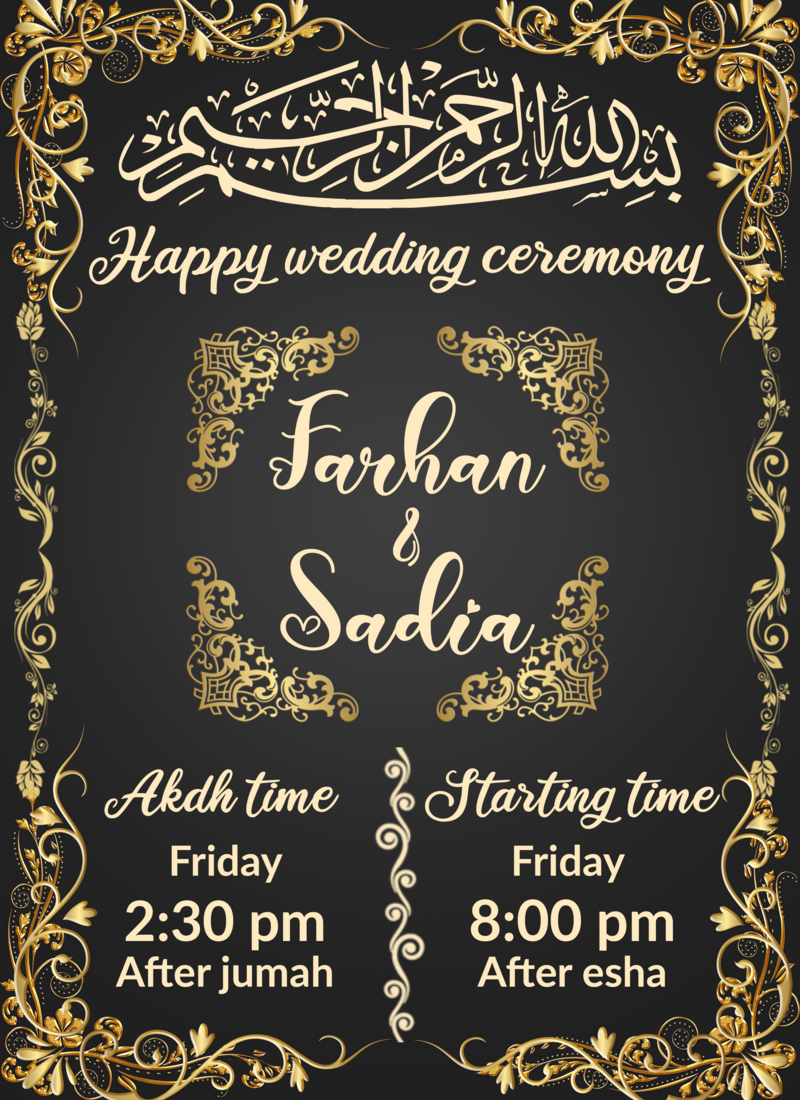 بسم الله الرحمن الرحيم
Happy wedding ceremony
Farhan
&
Sadia
Akdh time
Friday
2:30 pm
After jumah
Starting time
Friday
8:00 pm
After esha